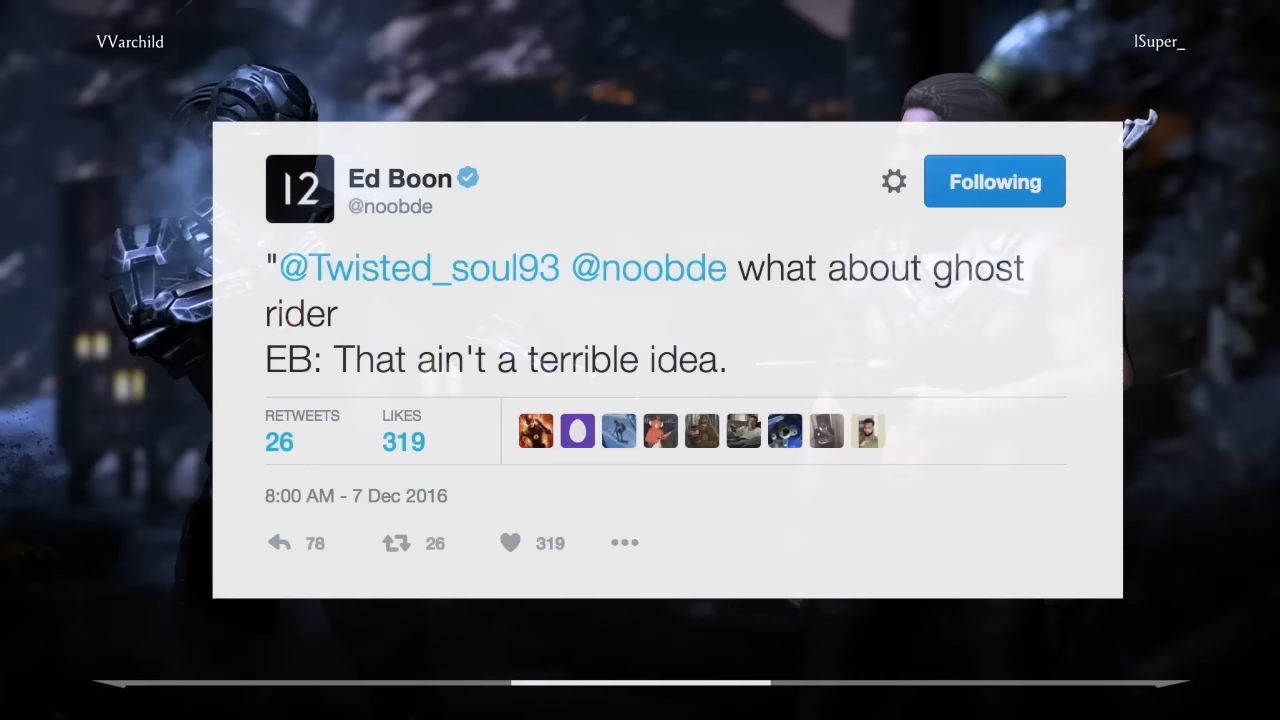 VVarchild
lSuper_
12
Ed Boon
@noobde
Following
"@Twisted_soul93 @noobde what about ghost
rider
EB: That ain't a terrible idea.
RETWEETS LIKES
26 319
8:00 AM - 7 Dec 2016
78 26 319